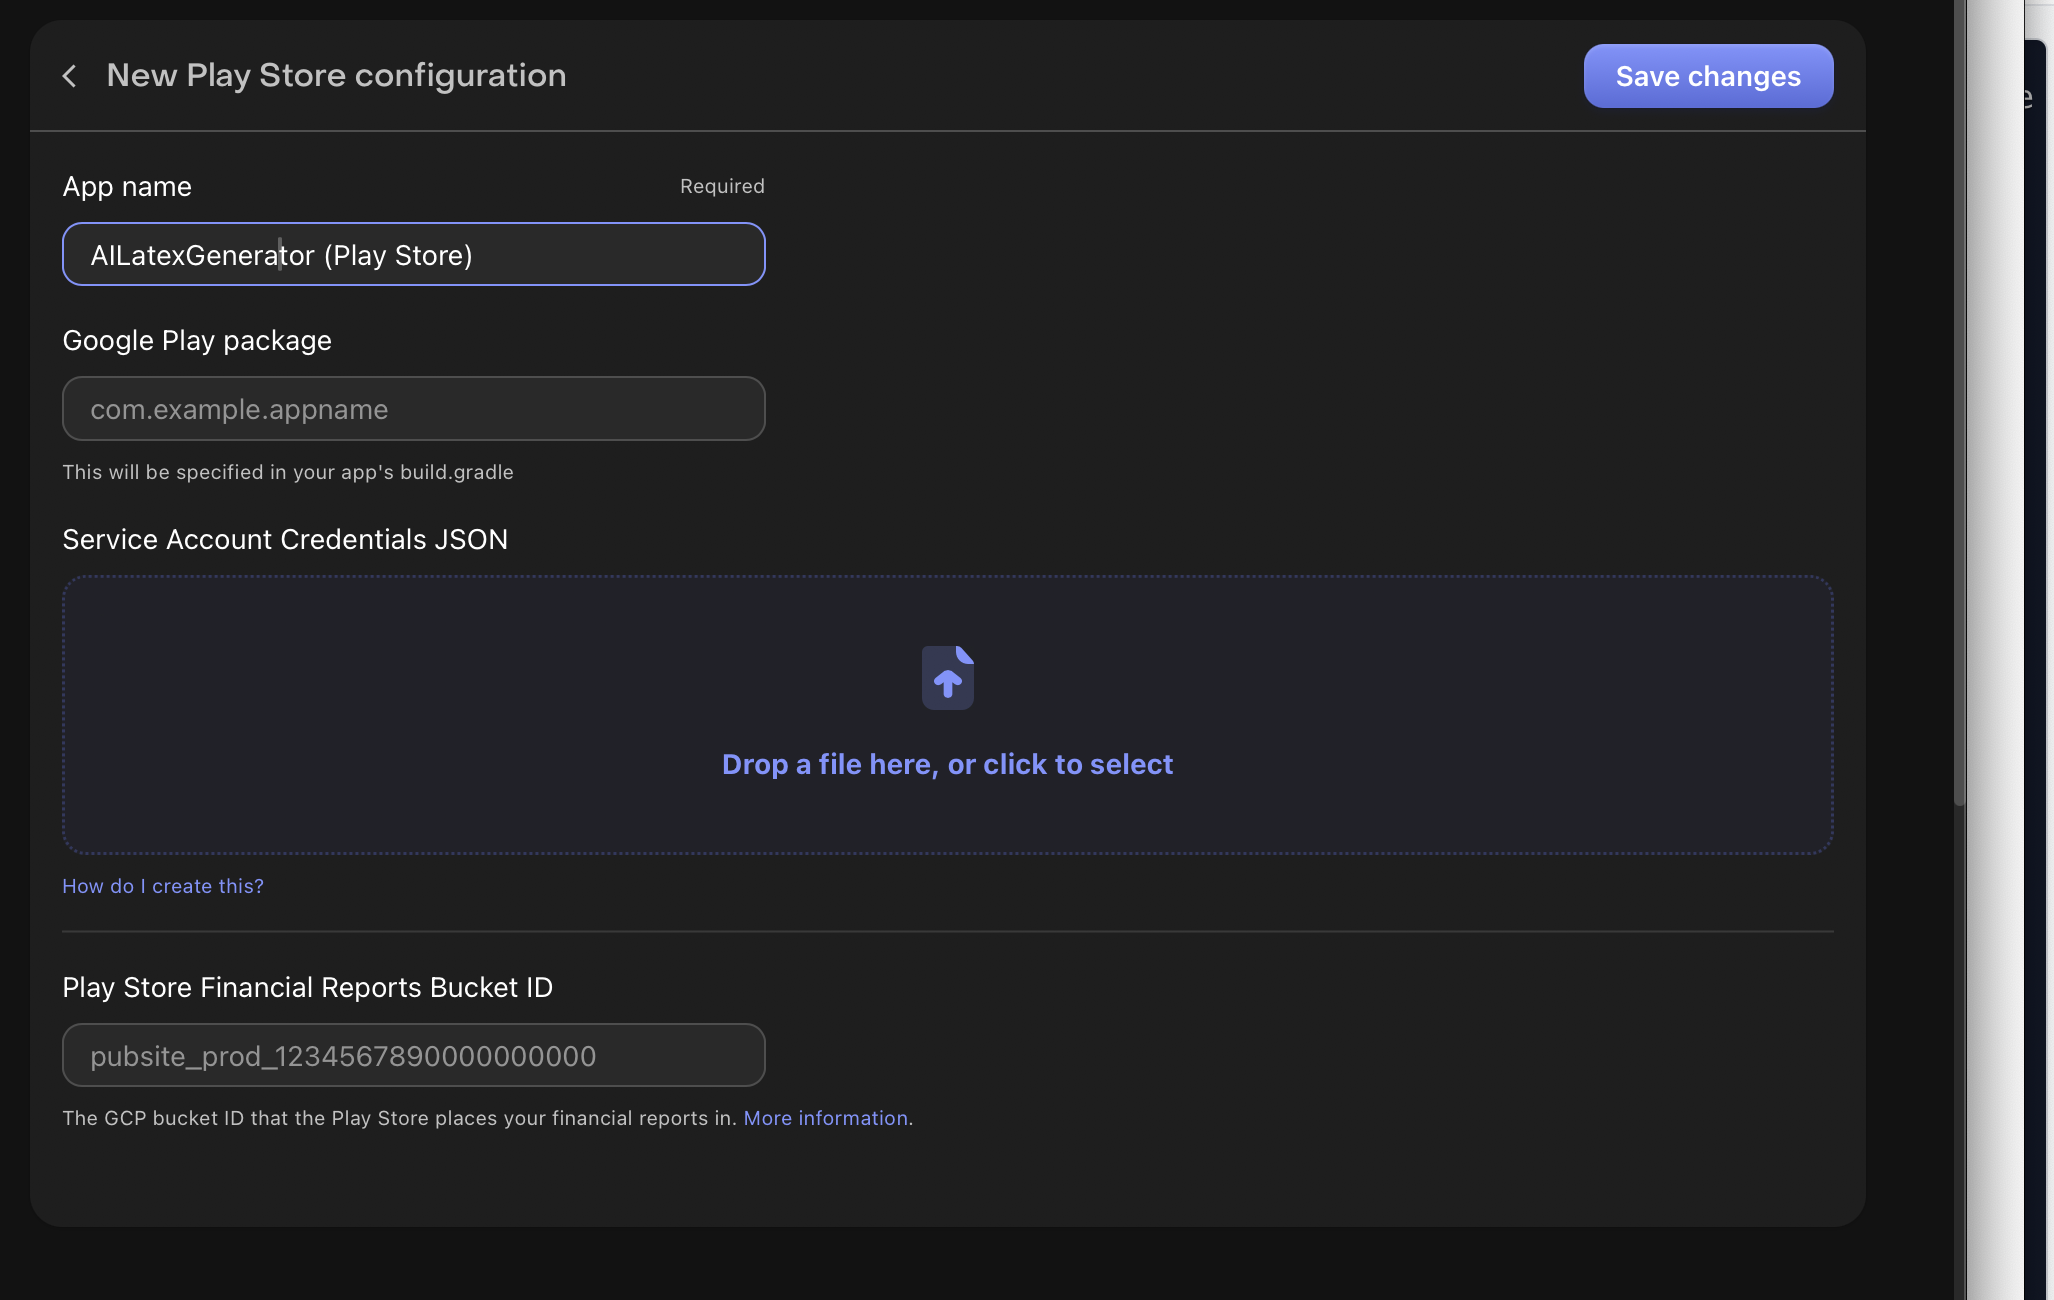 New Play Store configuration
Save changes
App name
Required
AILatexGenerator (Play Store)
Google Play package
com.example.appname
This will be specified in your app's build.gradle
Service Account Credentials JSON
Drop a file here, or click to select
How do I create this?
Play Store Financial Reports Bucket ID
pubsite_prod_1234567890000000000
The GCP bucket ID that the Play Store places your financial reports in. More information.